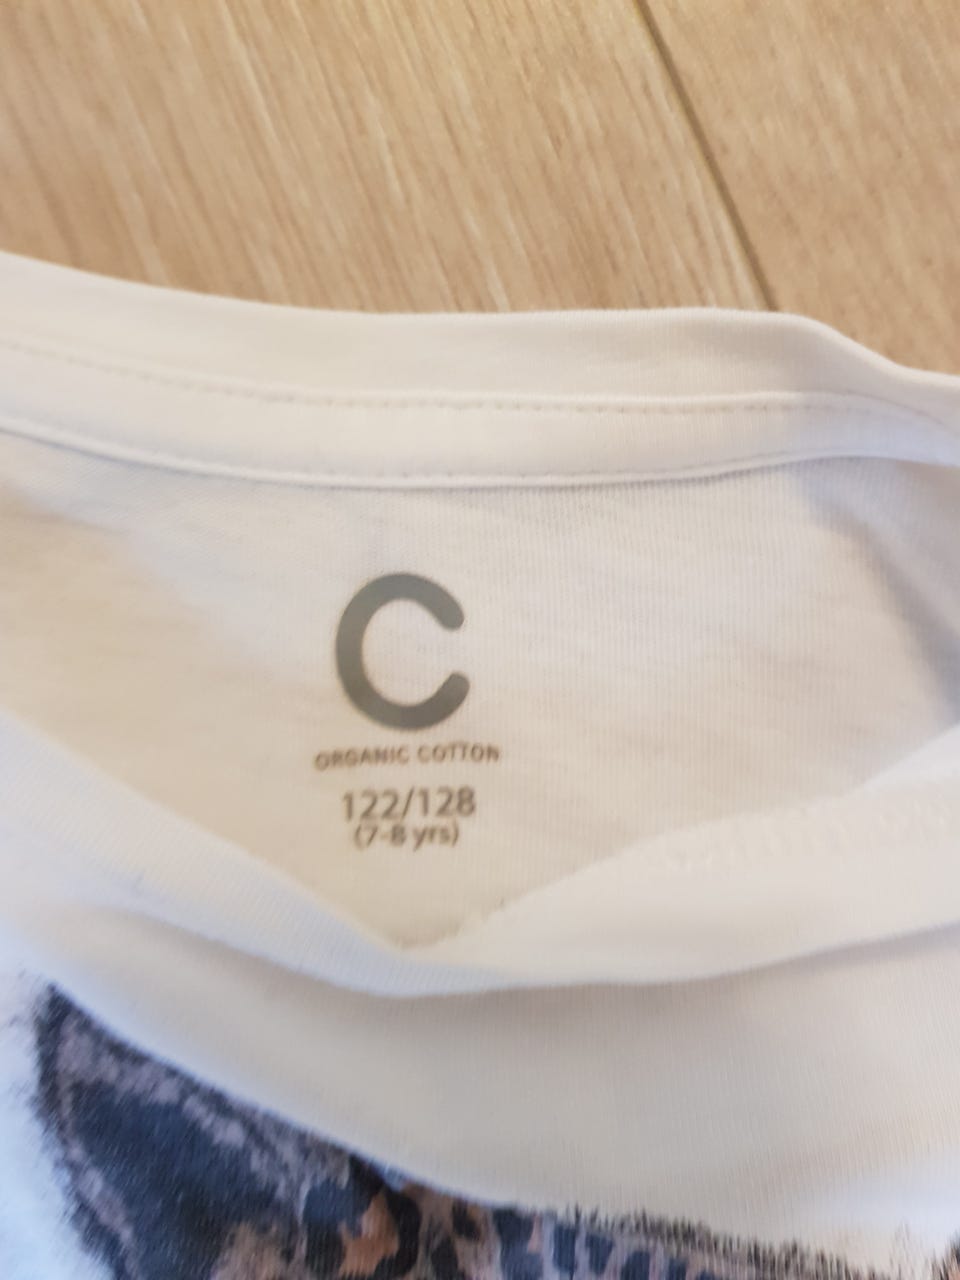 C
ORGANIC COTTON
122/128
(7-8 yrs)